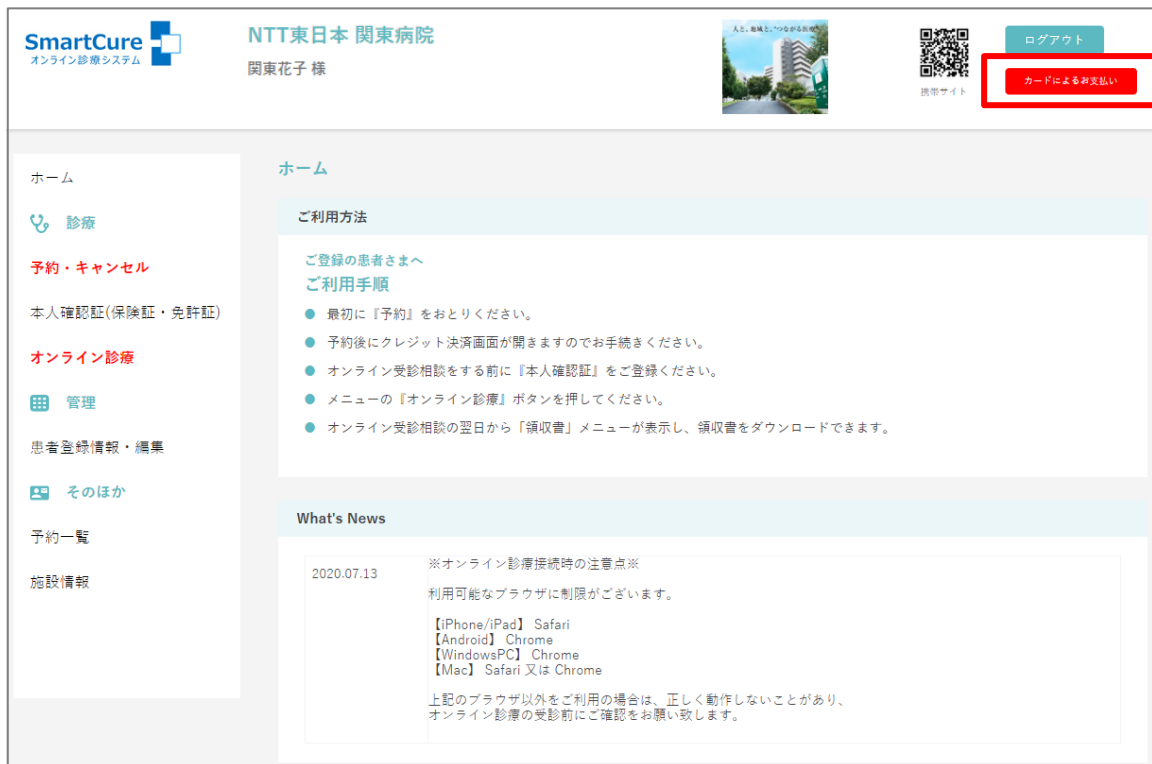 SmartCure
オンライン診療システム
NTT東日本 関東病院
関東花子 様
人と、地域と、"つながる医療"
携帯サイト
ログアウト
カードによるお支払い
ホーム
診療
予約・キャンセル
本人確認証(保険証・免許証)
オンライン診療
管理
患者登録情報・編集
そのほか
予約一覧
施設情報
ホーム
ご利用方法
ご登録の患者さまへ
ご利用手順
● 最初に『予約』をおとりください。
● 予約後にクレジット決済画面が開きますのでお手続きください。
● オンライン受診相談をする前に『本人確認証』をご登録ください。
● メニューの『オンライン診療』ボタンを押してください。
● オンライン受診相談の翌日から「領収書」メニューが表示し、領収書をダウンロードできます。
What's News
2020.07.13
※オンライン診療接続時の注意点※
利用可能なブラウザに制限がございます。
【iPhone/iPad】 Safari
【Android】 Chrome
【WindowsPC】 Chrome
【Mac】 Safari 又は Chrome
上記のブラウザ以外をご利用の場合は、正しく動作しないことがあり、
オンライン診療の受診前にご確認をお願い致します。